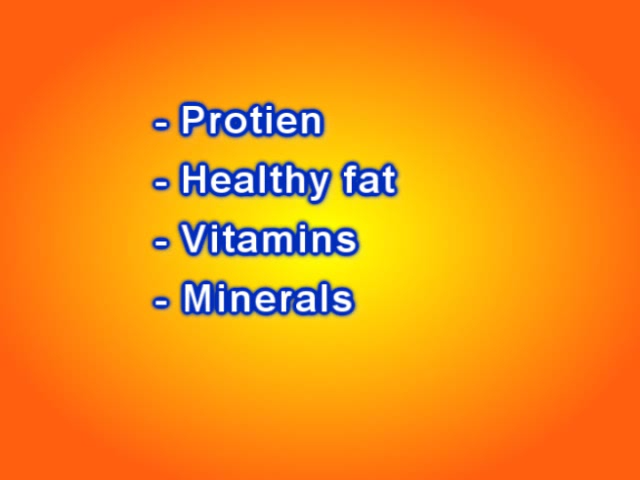 - Protien
- Healthy fat
- Vitamins
- Minerals